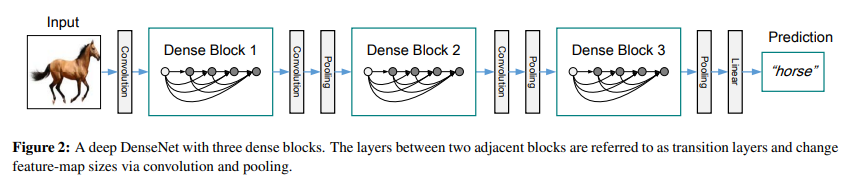 Input
Prediction
Convolution
Dense Block 1
Convolution
Pooling
Dense Block 2
Convolution
Pooling
Dense Block 3
Pooling
Linear
“horse”
Figure 2: A deep DenseNet with three dense blocks. The layers between two adjacent blocks are referred to as transition layers and change
feature-map sizes via convolution and pooling.